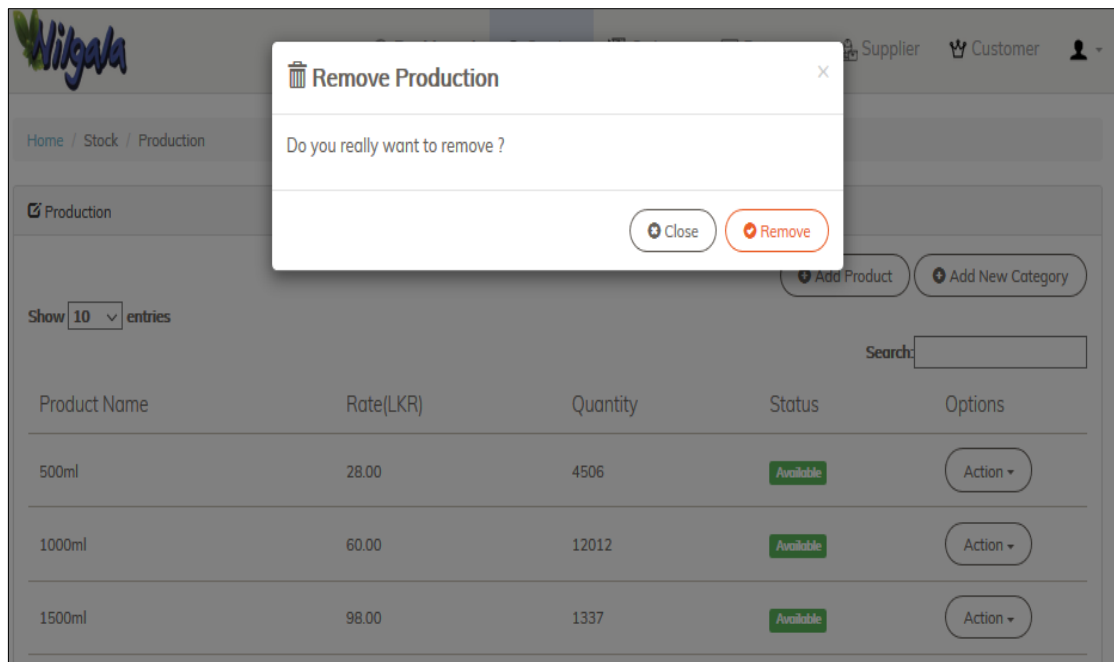 Nilgala
Supplier
Customer
Remove Production
×
Home / Stock / Production
Do you really want to remove ?
Production
Close
Remove
Add Product
Add New Category
Show 10 entries
Search:
Product Name Rate(LKR) Quantity Status Options
500ml 28.00 4506 Available Action
1000ml 60.00 12012 Available Action
1500ml 98.00 1337 Available Action